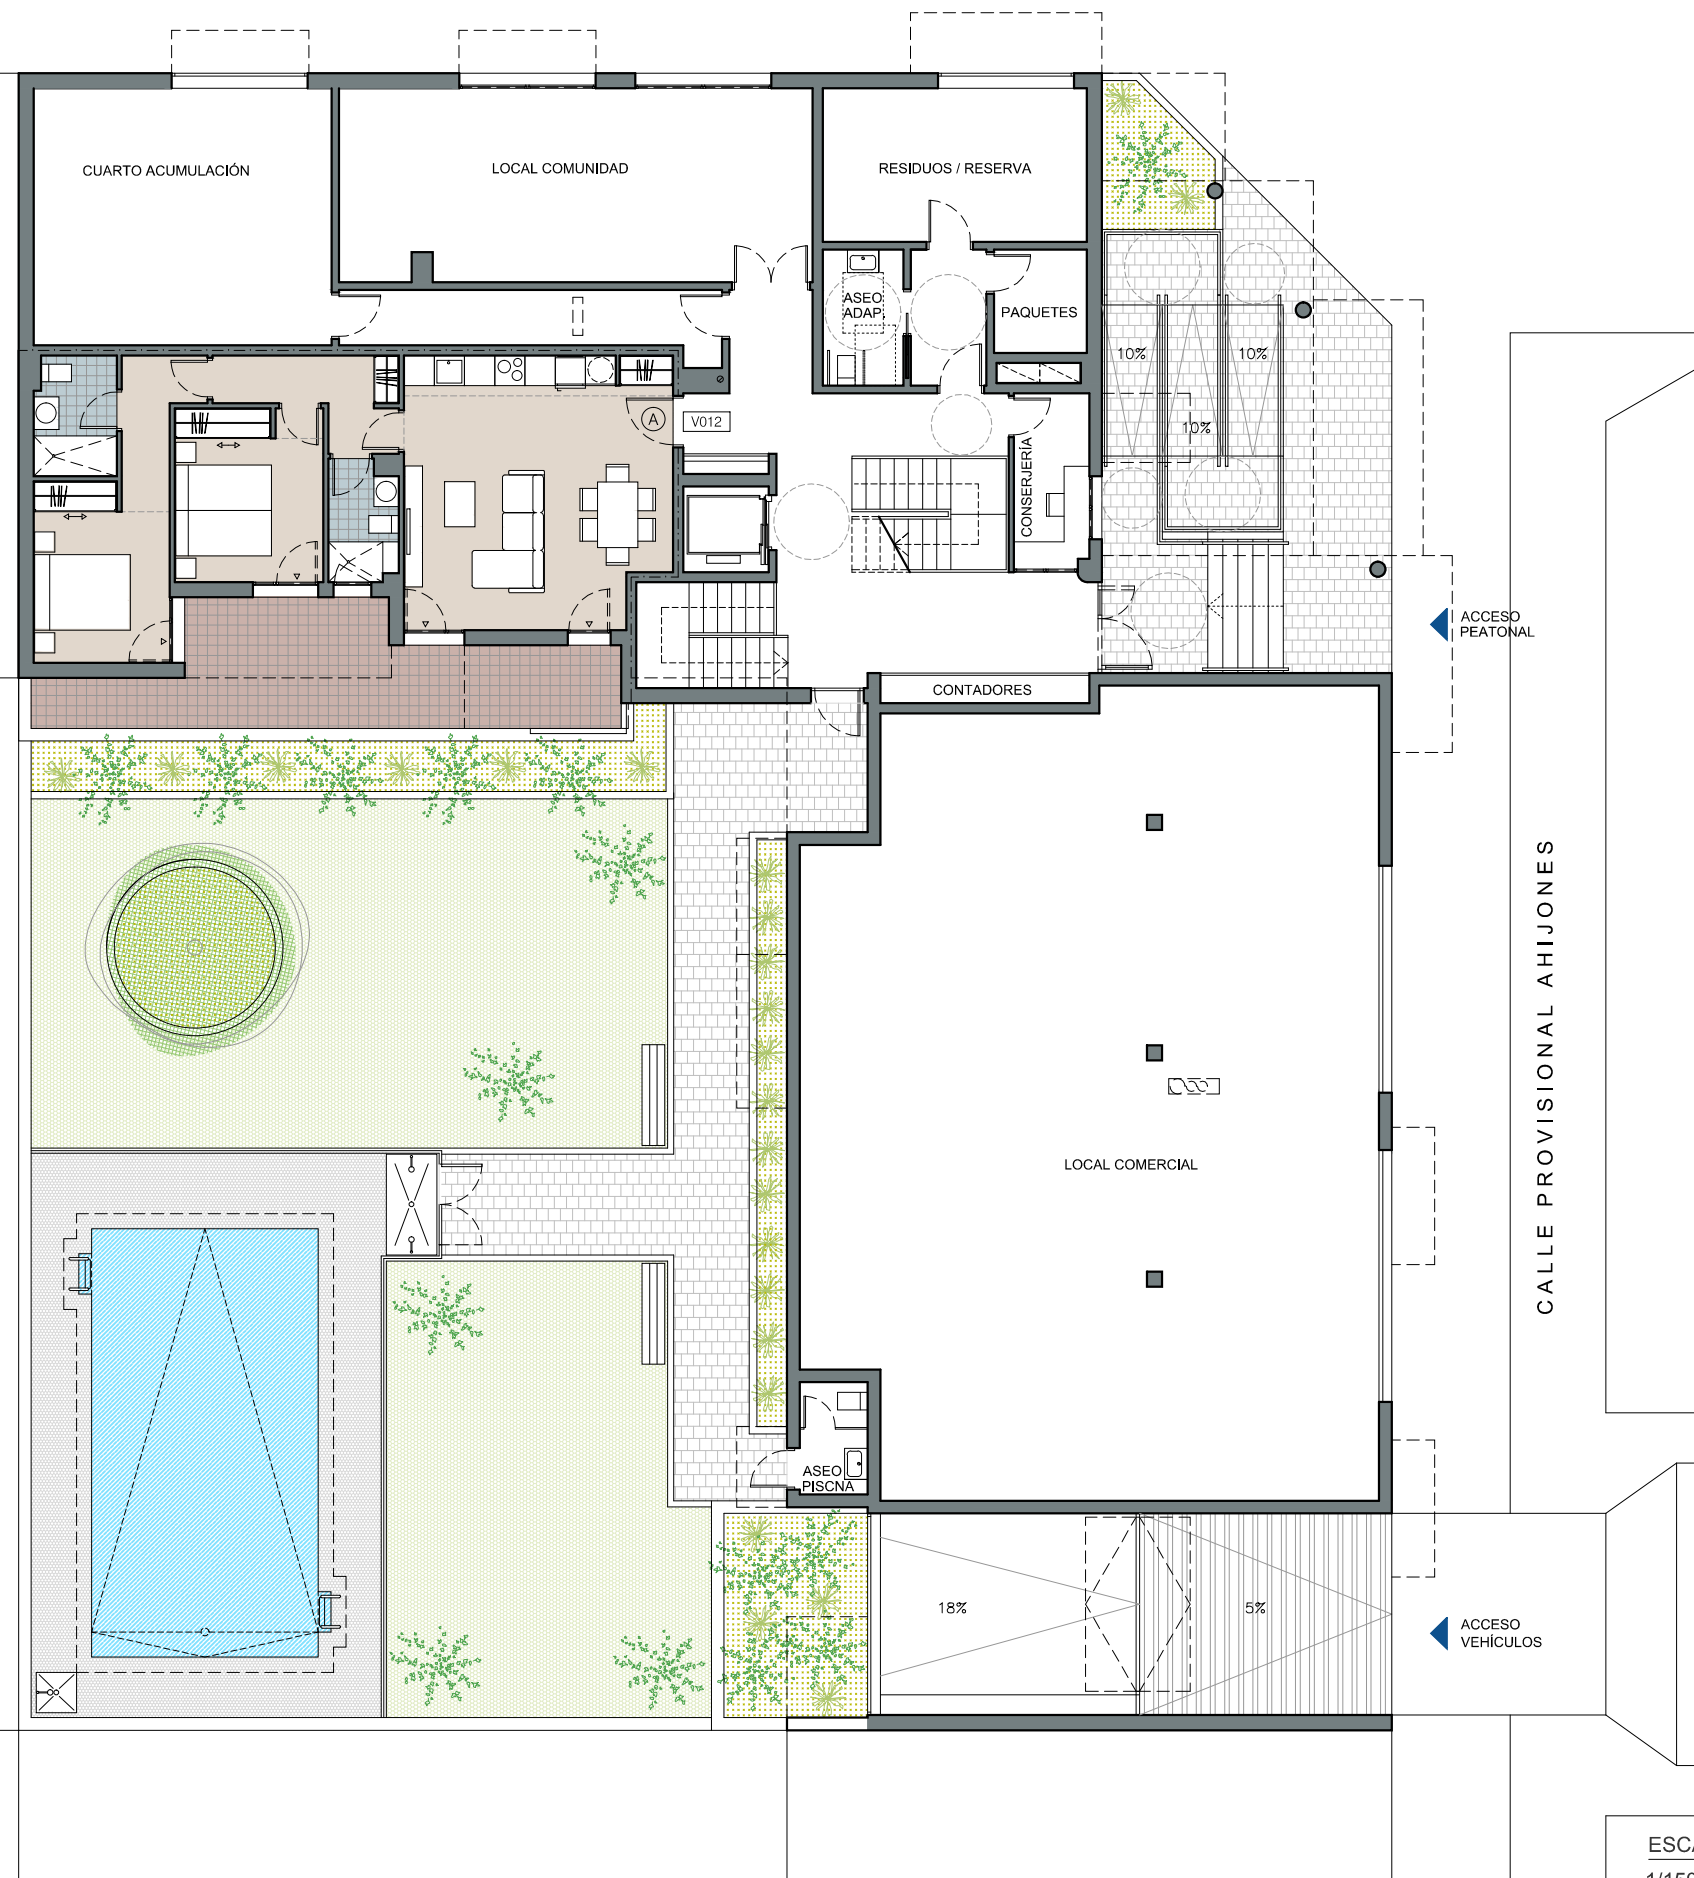 CUARTO ACUMULACIÓN
LOCAL COMUNIDAD
RESIDUOS / RESERVA
ASEO
ADAP.
PAQUETES
10%
10%
10%
A
V012
CONSERJERÍA
ACCESO
PEATONAL
CONTADORES
CALLE PROVISIONAL AHIJONES
LOCAL COMERCIAL
ASEO
PISCNA
18%
5%
ACCESO
VEHÍCULOS